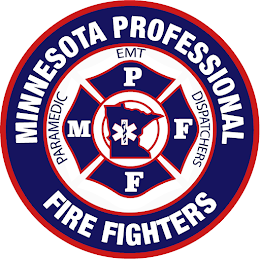 MINNESOTA PROFESSIONAL
EMT
PARAMEDIC
DISPATCHERS
P
M F
F
FIRE FIGHTERS